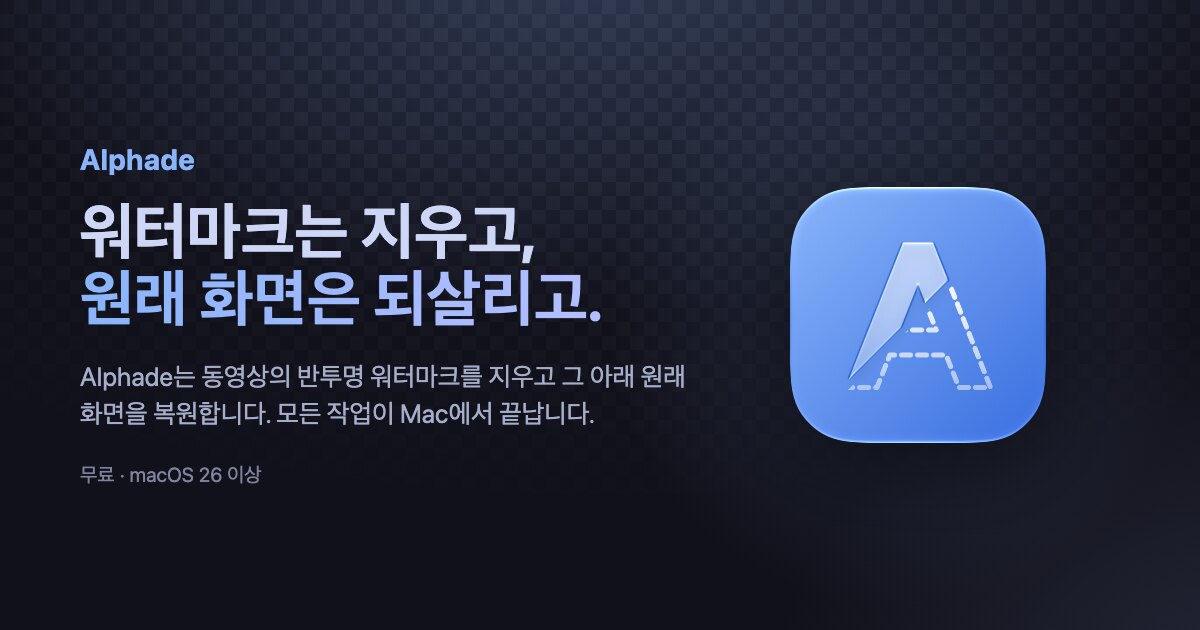 Alphade
워터마크는 지우고,
원래 화면은 되살리고.
Alphade는 동영상의 반투명 워터마크를 지우고 그 아래 원래
화면을 복원합니다. 모든 작업이 Mac에서 끝납니다.
무료 · macOS 26 이상
A